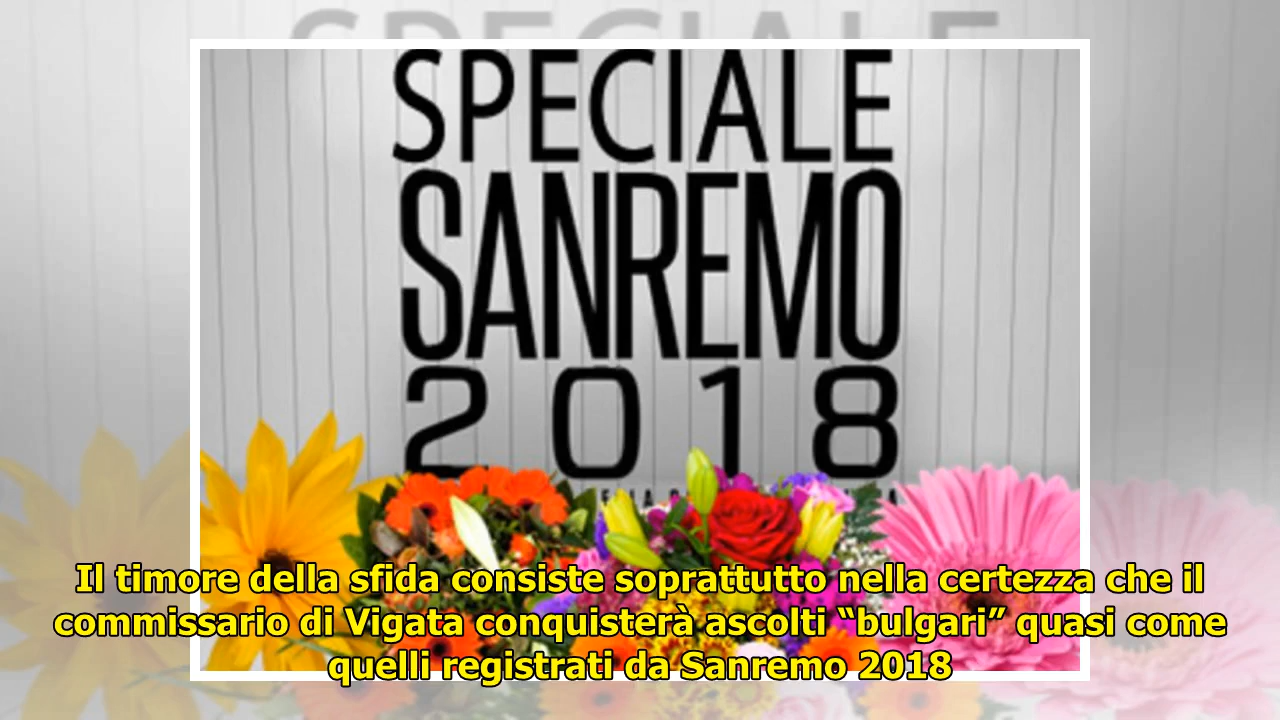 SPECIALE
SANREMO
2018
Il timore della sfida consiste soprattutto nella certezza che il
commissario di Vigata conquisterà ascolti “bulgari” quasi come
quelli registrati da Sanremo 2018